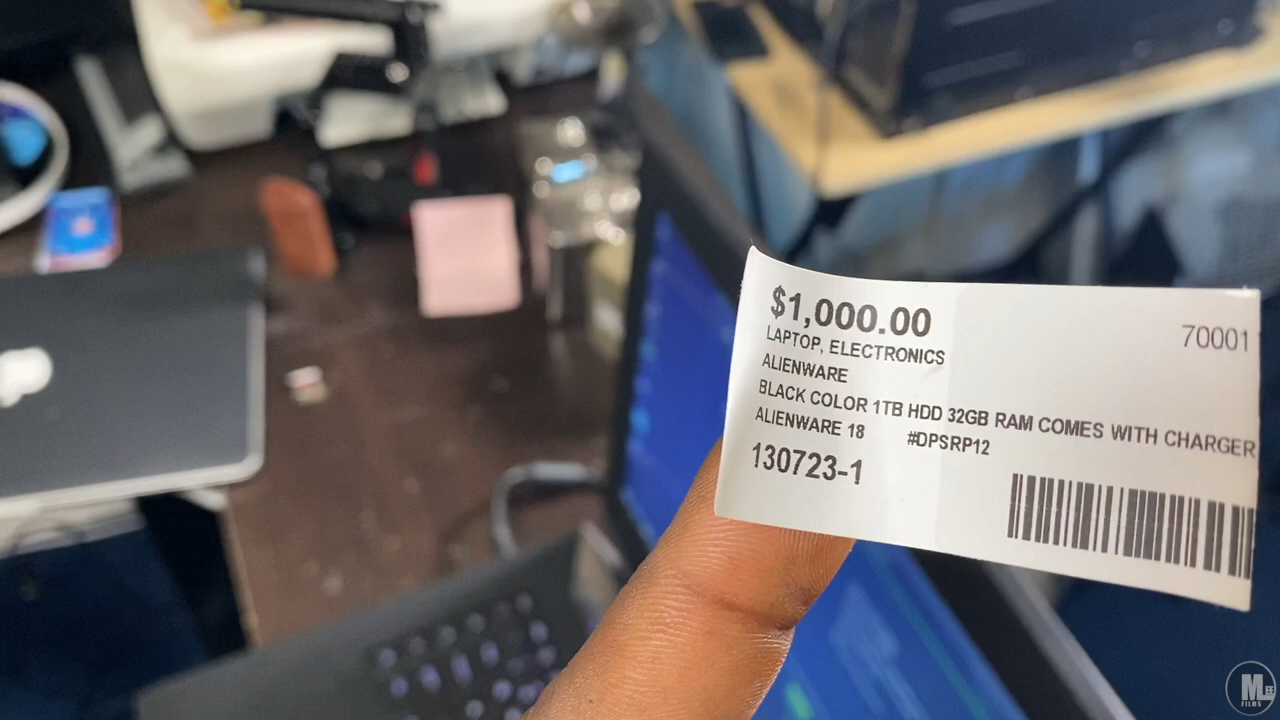 $1,000.00
70001
LAPTOP, ELECTRONICS
ALIENWARE
BLACK COLOR 1TB HDD 32GB RAM COMES WITH CHARGER
ALIENWARE 18 #DPSRP12
130723-1
FILMS